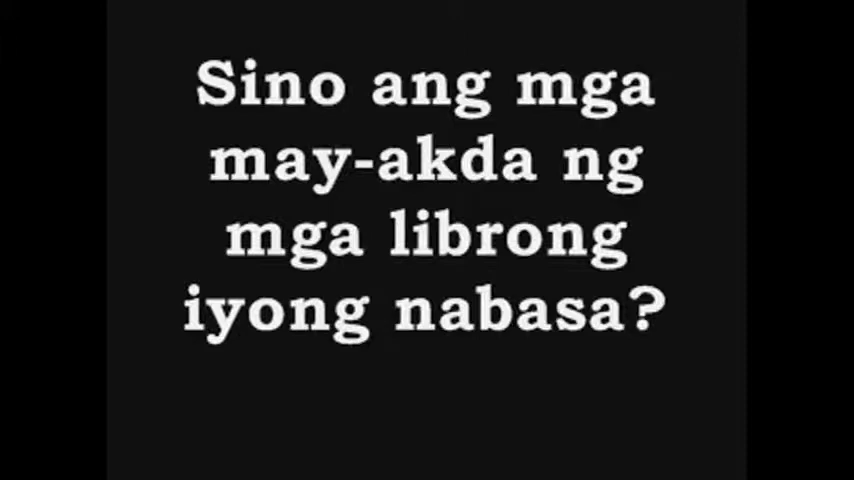 Sino ang mga
may-akda ng
mga librong
iyong nabasa?